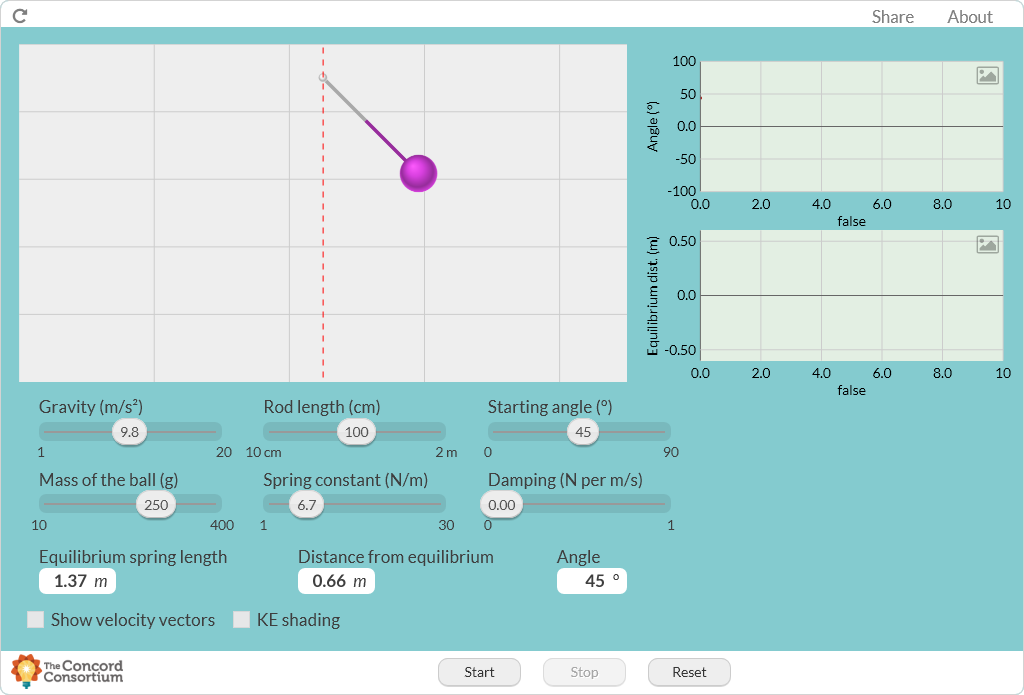 Share About
100
50
0.0
-50
-100
Angle (º)
0.0 2.0 4.0 6.0 8.0 10
false
0.50
0.0
-0.50
Equilibrium dist. (m)
0.0 2.0 4.0 6.0 8.0 10
false
Gravity (m/s²) Rod length (cm) Starting angle (º)
9.8 100 45
1 20 10 cm 2 m 0 90
Mass of the ball (g) Spring constant (N/m) Damping (N per m/s)
250 6.7 0.00
10 400 1 30 0 1
Equilibrium spring length Distance from equilibrium Angle
1.37 m 0.66 m 45 º
Show velocity vectors KE shading
The Concord
Consortium
Start Stop Reset